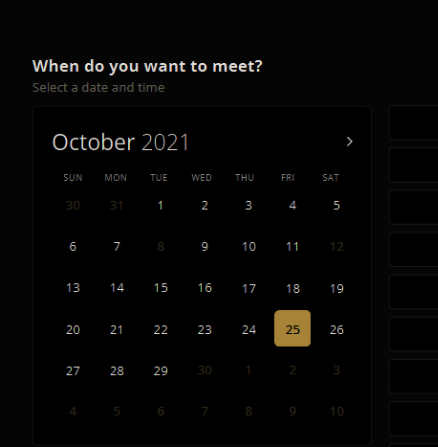 When do you want to meet?
Select a date and time
October 2021
SUN MON TUE WED THU FRI SAT
30 31 1 2 3 4 5
6 7 8 9 10 11 12
13 14 15 16 17 18 19
20 21 22 23 24 25 26
27 28 29 30 1 2 3
4 5 6 7 8 9 10